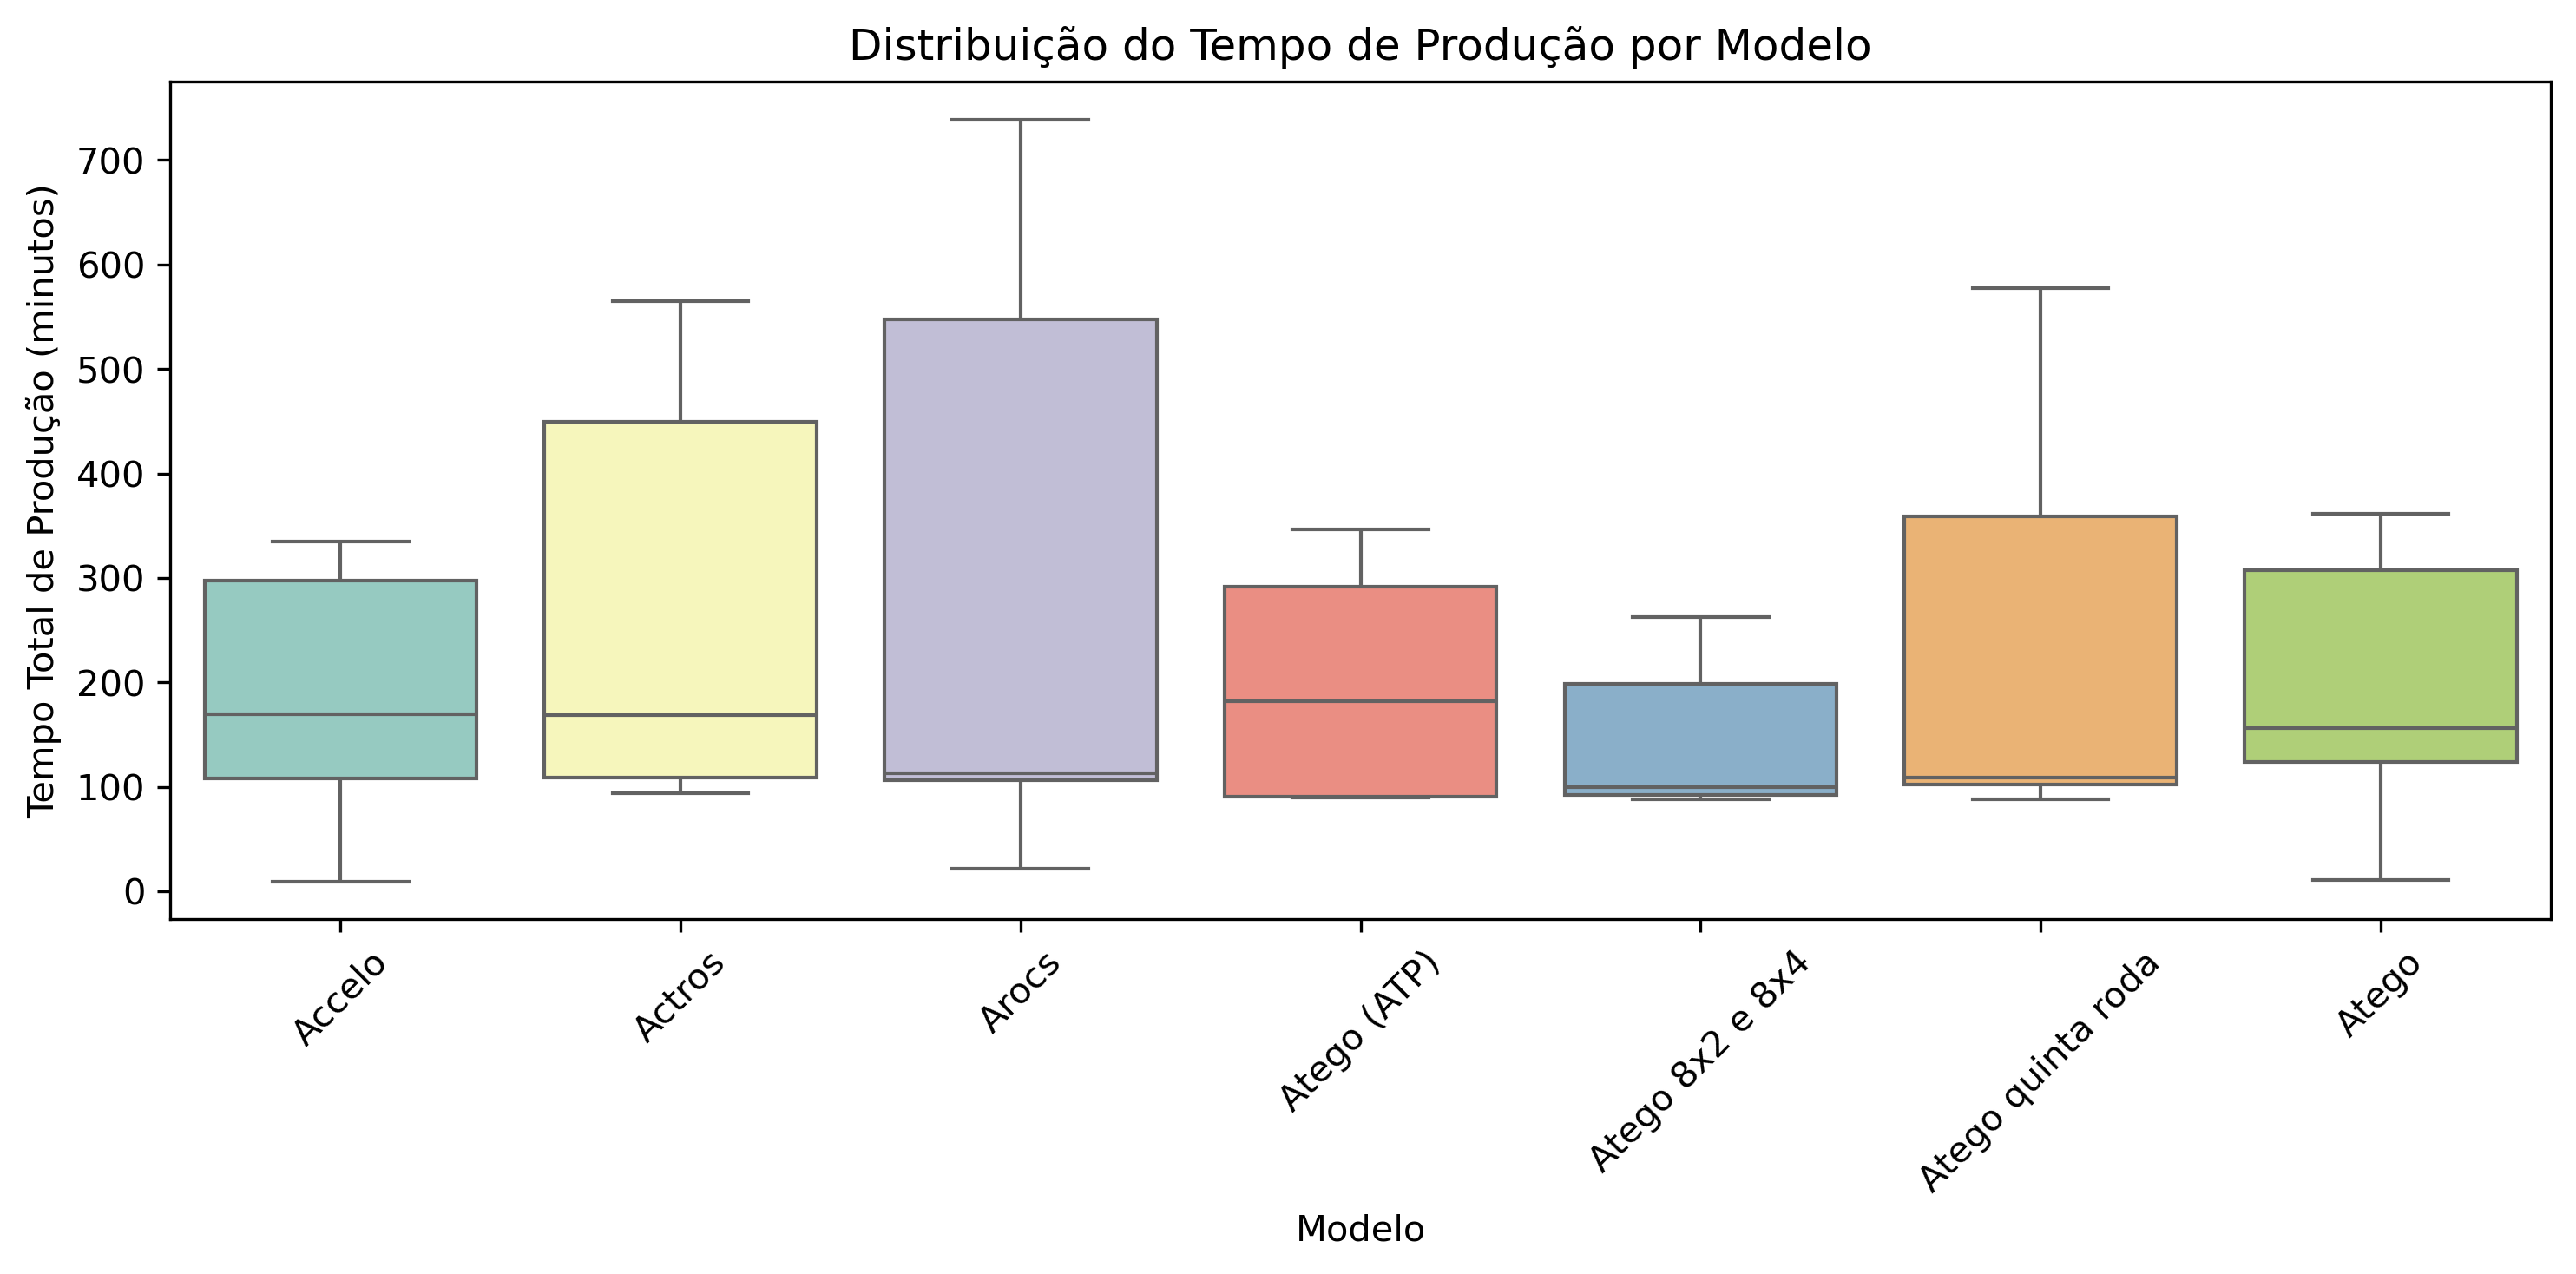 Distribuição do Tempo de Produção por Modelo
Tempo Total de Produção (minutos)
700
600
500
400
300
200
100
0
Accelo
Actros
Arocs
Atego (ATP)
Atego 8x2 e 8x4
Atego quinta roda
Atego
Modelo